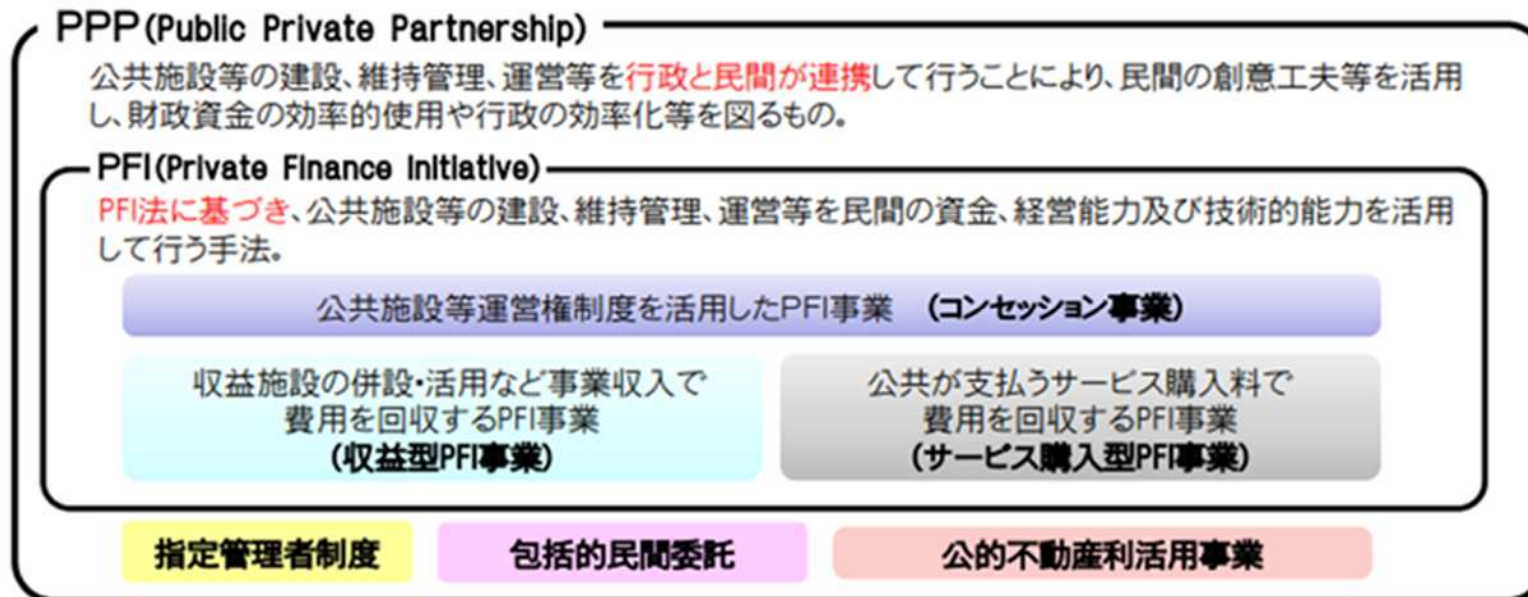 PPP(Public Private Partnership)
公共施設等の建設、維持管理、運営等を行政と民間が連携して行うことにより、民間の創意工夫等を活用
し、財政資金の効率的使用や行政の効率化等を図るもの。
PFI(Private Finance Initiative)
PFI法に基づき、公共施設等の建設、維持管理、運営等を民間の資金、経営能力及び技術的能力を活用
して行う手法。
公共施設等運営権制度を活用したPFI事業 (コンセッション事業)
収益施設の併設・活用など事業収入で
費用を回収するPFI事業
(収益型PFI事業)
公共が支払うサービス購入料で
費用を回収するPFI事業
(サービス購入型PFI事業)
指定管理者制度
包括的民間委託
公的不動産利活用事業